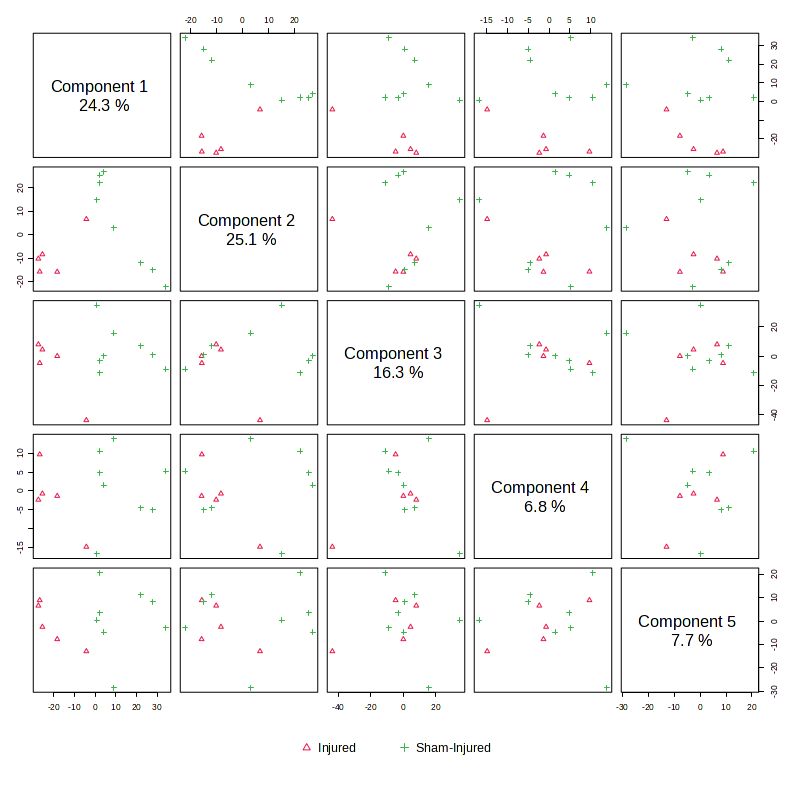 -20 -10 0 10 20
-15 -5 0 5 10
Component 1
24.3 %
-20 0 10 20 30
-20 -10 0 10 20
Component 2
25.1 %
Component 3
16.3 %
-40 -20 0 20
-15 -5 0 5 10
Component 4
6.8 %
Component 5
7.7 %
-30 -20 -10 0 10 20
-20 -10 0 10 20 30
-40 -20 0 20
-30 -20 -10 0 10 20
Injured Sham-Injured